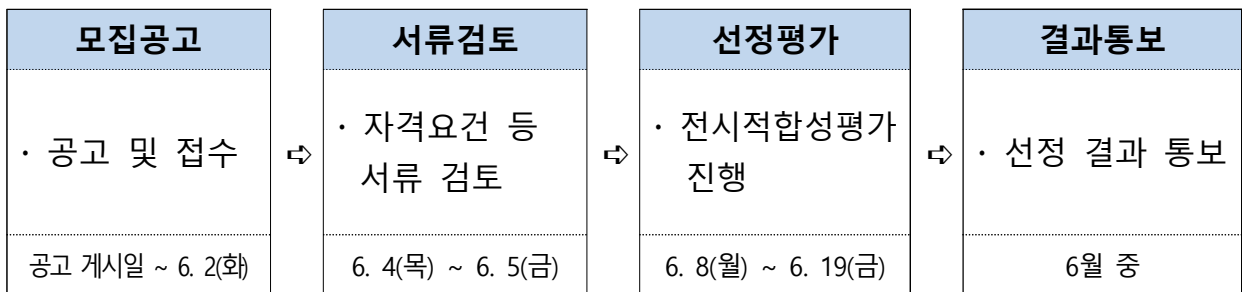 모집공고
· 공고 및 접수
공고 게시일 ~ 6. 2(화)
⇨
서류검토
· 자격요건 등
서류 검토
6. 4(목) ~ 6. 5(금)
⇨
선정평가
· 전시적합성평가
진행
6. 8(월) ~ 6. 19(금)
⇨
결과통보
· 선정 결과 통보
6월 중